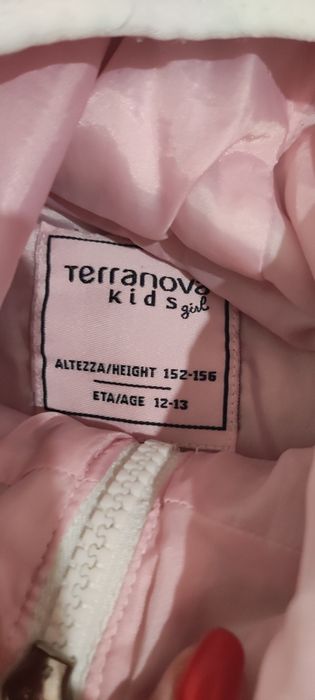 Terranova
Kids girl
ALTEZZA/HEIGHT 152-156
ETA/AGE 12-13